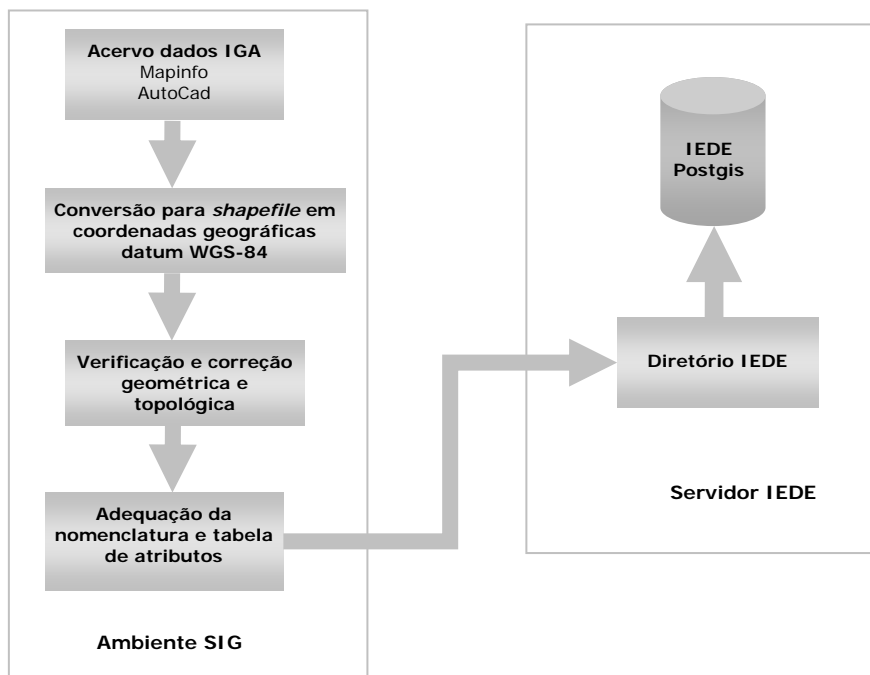 Acervo dados IGA
Mapinfo
AutoCad
Conversão para shapefile em
coordenadas geográficas
datum WGS-84
Verificação e correção
geométrica e
topológica
Adequação da
nomenclatura e tabela
de atributos
Ambiente SIG
IEDE
Postgis
Diretório IEDE
Servidor IEDE